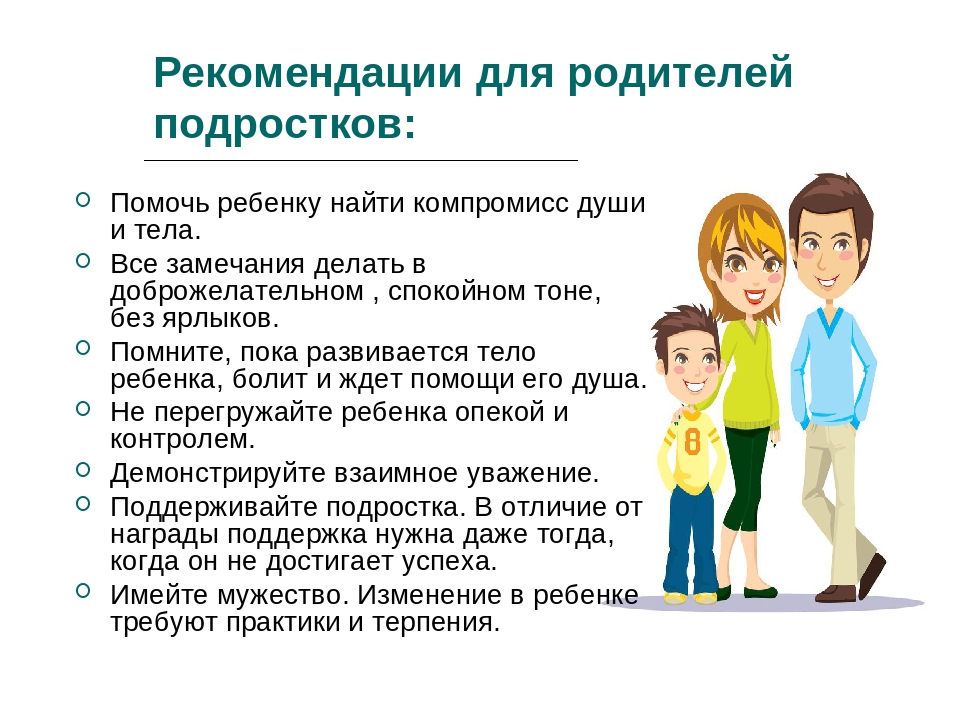 Рекомендации для родителей
подростков:
Помочь ребенку найти компромисс души
и тела.
Все замечания делать в
доброжелательном , спокойном тоне,
без ярлыков.
Помните, пока развивается тело
ребенка, болит и ждет помощи его душа.
Не перегружайте ребенка опекой и
контролем.
Демонстрируйте взаимное уважение.
Поддерживайте подростка. В отличие от
награды поддержка нужна даже тогда,
когда он не достигает успеха.
Имейте мужество. Изменение в ребенке
требуют практики и терпения.
8